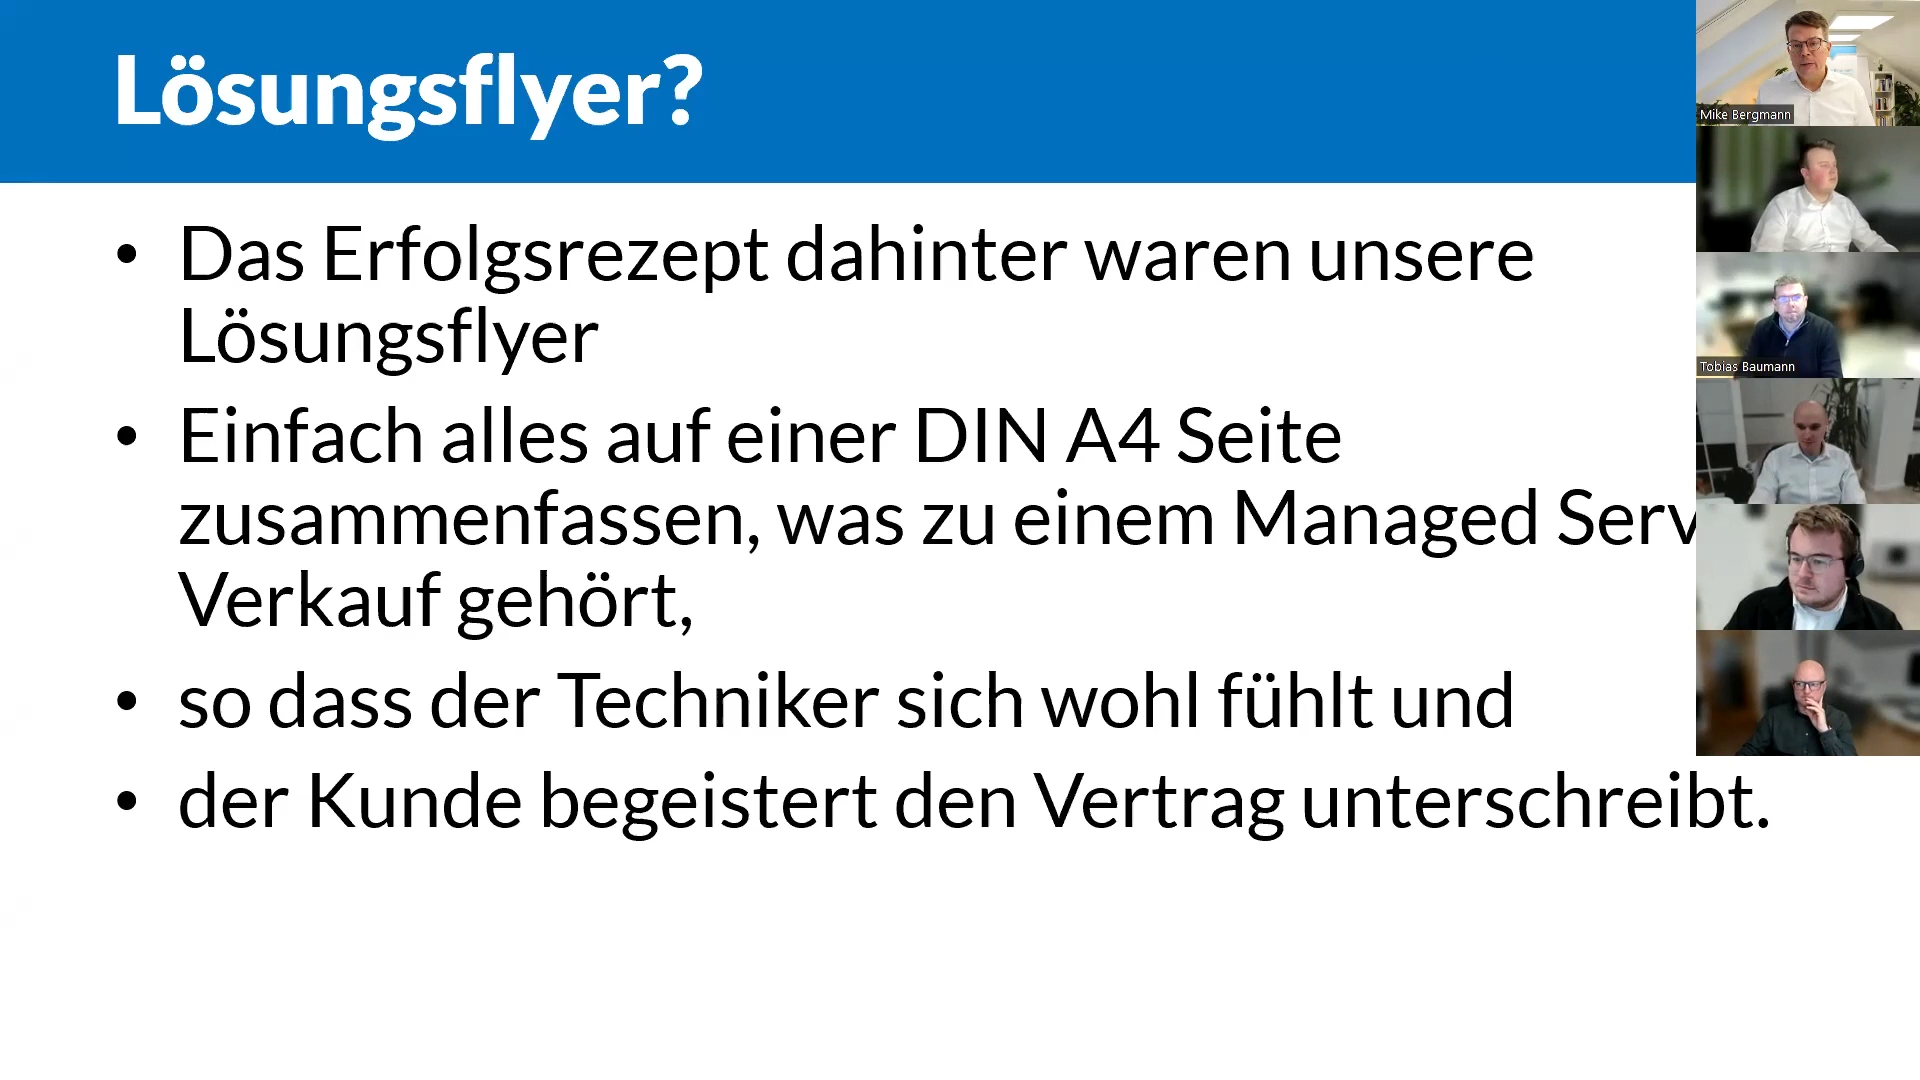 Lösungsflyer?
• Das Erfolgsrezept dahinter waren unsere
Lösungsflyer
• Einfach alles auf einer DIN A4 Seite
zusammenfassen, was zu einem Managed Serv
Verkauf gehört,
• so dass der Techniker sich wohl fühlt und
• der Kunde begeistert den Vertrag unterschreibt.
Mike Bergmann
Tobias Baumann